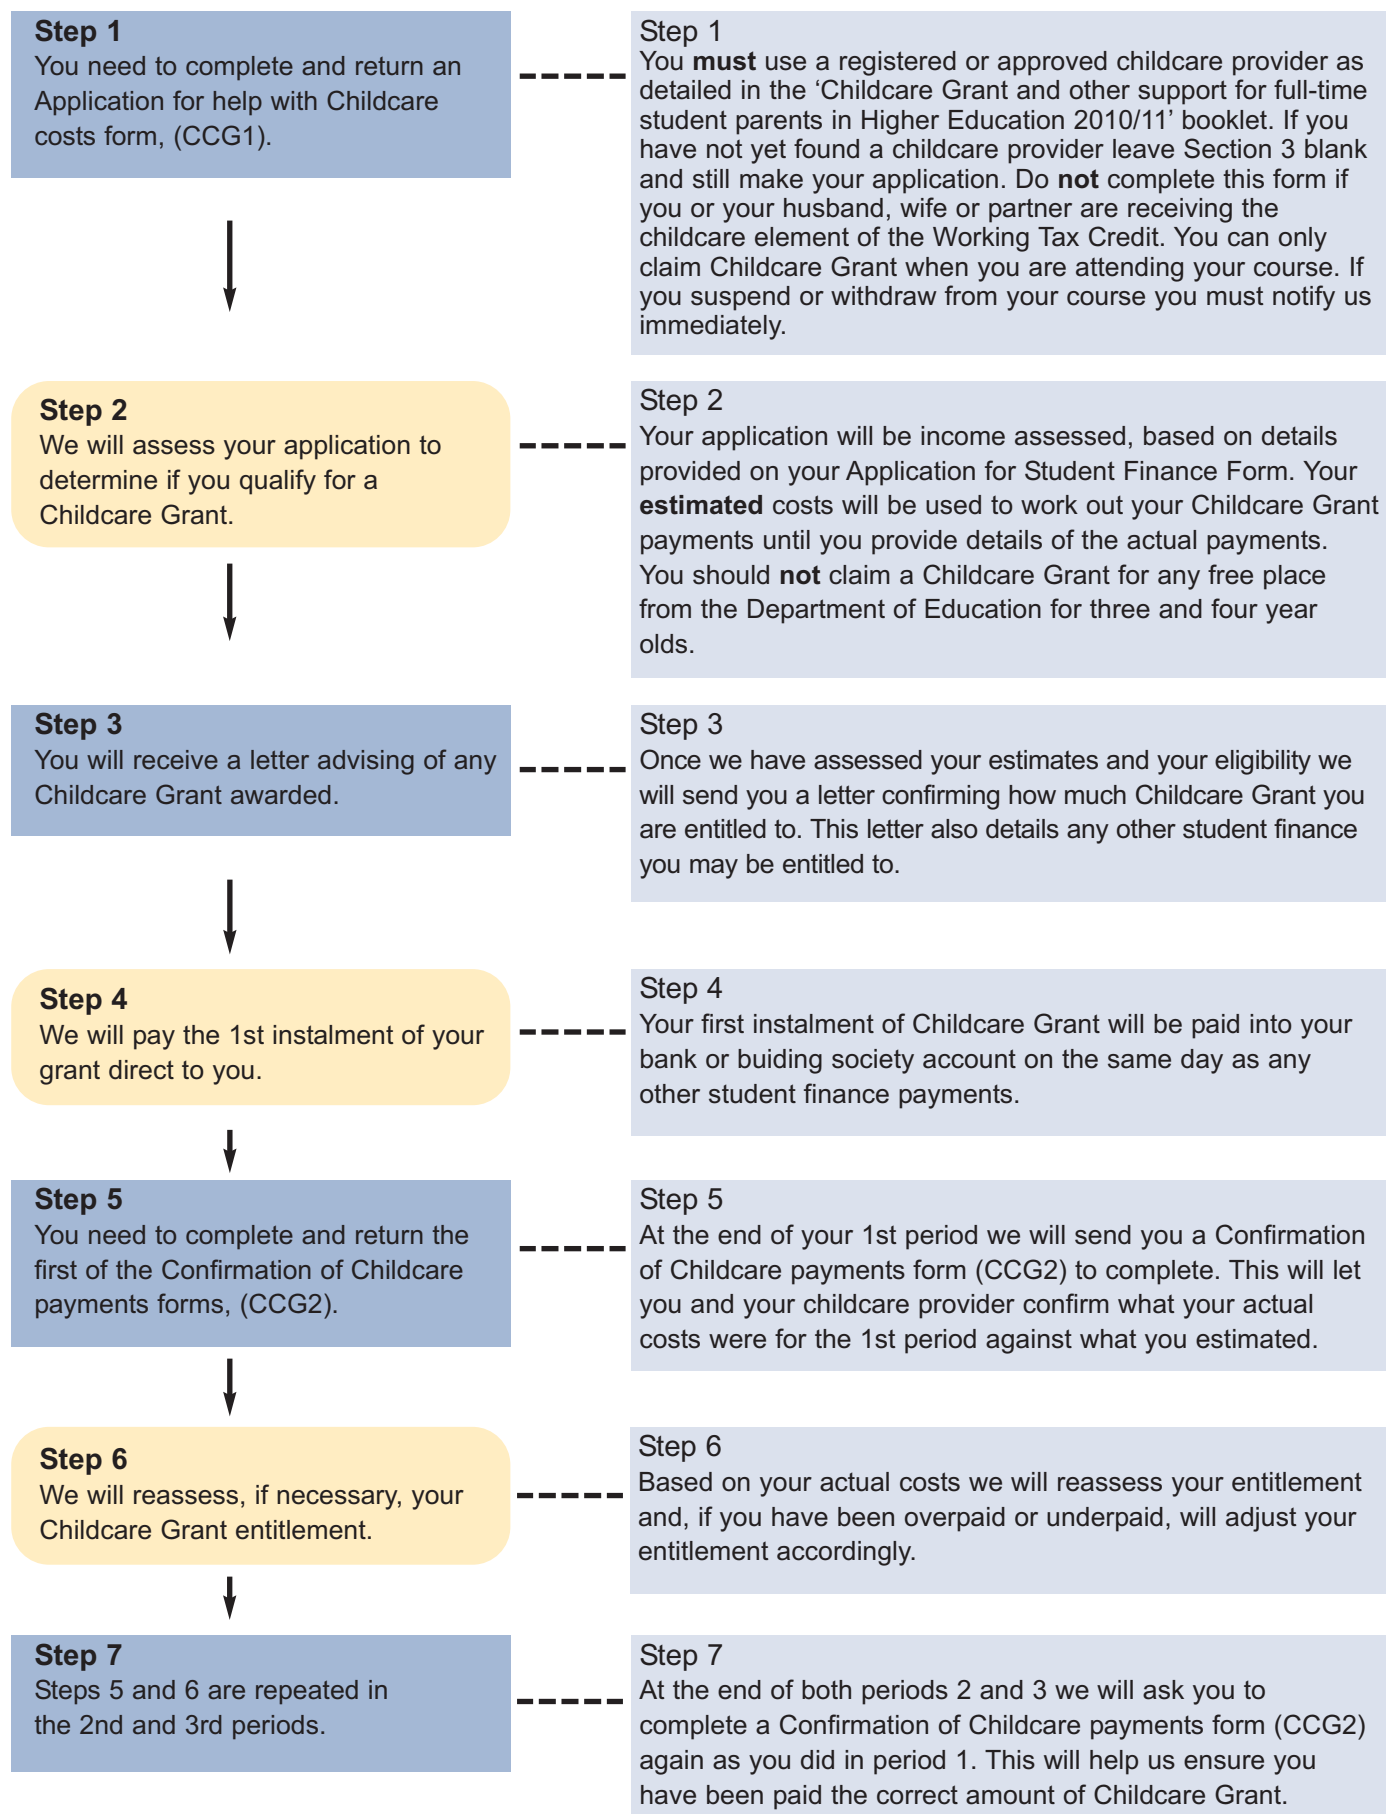 Step 1
You need to complete and return an
Application for help with Childcare
costs form, (CCG1).
Step 1
You must use a registered or approved childcare provider as
detailed in the ‘Childcare Grant and other support for full-time
student parents in Higher Education 2010/11’ booklet. If you
have not yet found a childcare provider leave Section 3 blank
and still make your application. Do not complete this form if
you or your husband, wife or partner are receiving the
childcare element of the Working Tax Credit. You can only
claim Childcare Grant when you are attending your course. If
you suspend or withdraw from your course you must notify us
immediately.
Step 2
We will assess your application to
determine if you qualify for a
Childcare Grant.
Step 2
Your application will be income assessed, based on details
provided on your Application for Student Finance Form. Your
estimated costs will be used to work out your Childcare Grant
payments until you provide details of the actual payments.
You should not claim a Childcare Grant for any free place
from the Department of Education for three and four year
olds.
Step 3
You will receive a letter advising of any
Childcare Grant awarded.
Step 3
Once we have assessed your estimates and your eligibility we
will send you a letter confirming how much Childcare Grant you
are entitled to. This letter also details any other student finance
you may be entitled to.
Step 4
We will pay the 1st instalment of your
grant direct to you.
Step 4
Your first instalment of Childcare Grant will be paid into your
bank or buiding society account on the same day as any
other student finance payments.
Step 5
You need to complete and return the
first of the Confirmation of Childcare
payments forms, (CCG2).
Step 5
At the end of your 1st period we will send you a Confirmation
of Childcare payments form (CCG2) to complete. This will let
you and your childcare provider confirm what your actual
costs were for the 1st period against what you estimated.
Step 6
We will reassess, if necessary, your
Childcare Grant entitlement.
Step 6
Based on your actual costs we will reassess your entitlement
and, if you have been overpaid or underpaid, will adjust your
entitlement accordingly.
Step 7
Steps 5 and 6 are repeated in
the 2nd and 3rd periods.
Step 7
At the end of both periods 2 and 3 we will ask you to
complete a Confirmation of Childcare payments form (CCG2)
again as you did in period 1. This will help us ensure you
have been paid the correct amount of Childcare Grant.